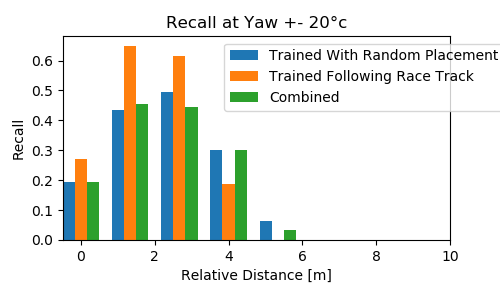 Recall at Yaw +- 20°c
Trained With Random Placement
Trained Following Race Track
Combined
0.6
0.5
0.4
0.3
0.2
0.1
0.0
Recall
0 2 4 6 8 10
Relative Distance [m]